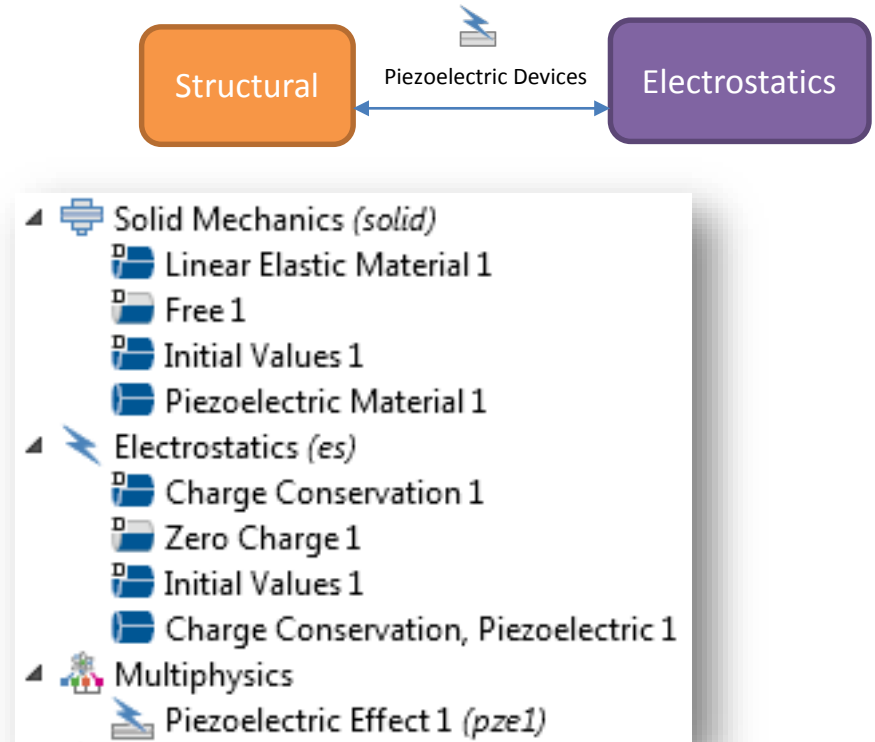 Structural
Piezoelectric Devices
Electrostatics
Solid Mechanics (solid)
D Linear Elastic Material 1
D Free 1
D Initial Values 1
Piezoelectric Material 1
Electrostatics (es)
D Charge Conservation 1
D Zero Charge 1
D Initial Values 1
Charge Conservation, Piezoelectric 1
Multiphysics
Piezoelectric Effect 1 (pze1)